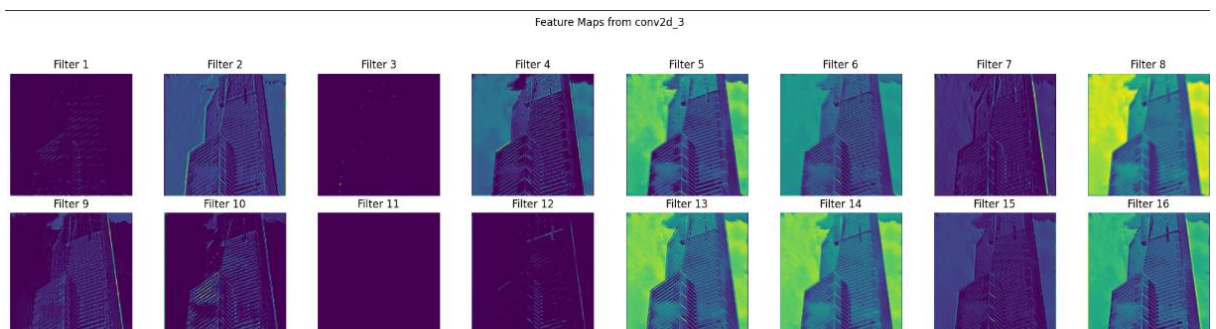 Feature Maps from conv2d_3
Filter 1 Filter 2 Filter 3 Filter 4 Filter 5 Filter 6 Filter 7 Filter 8
Filter 9 Filter 10 Filter 11 Filter 12 Filter 13 Filter 14 Filter 15 Filter 16